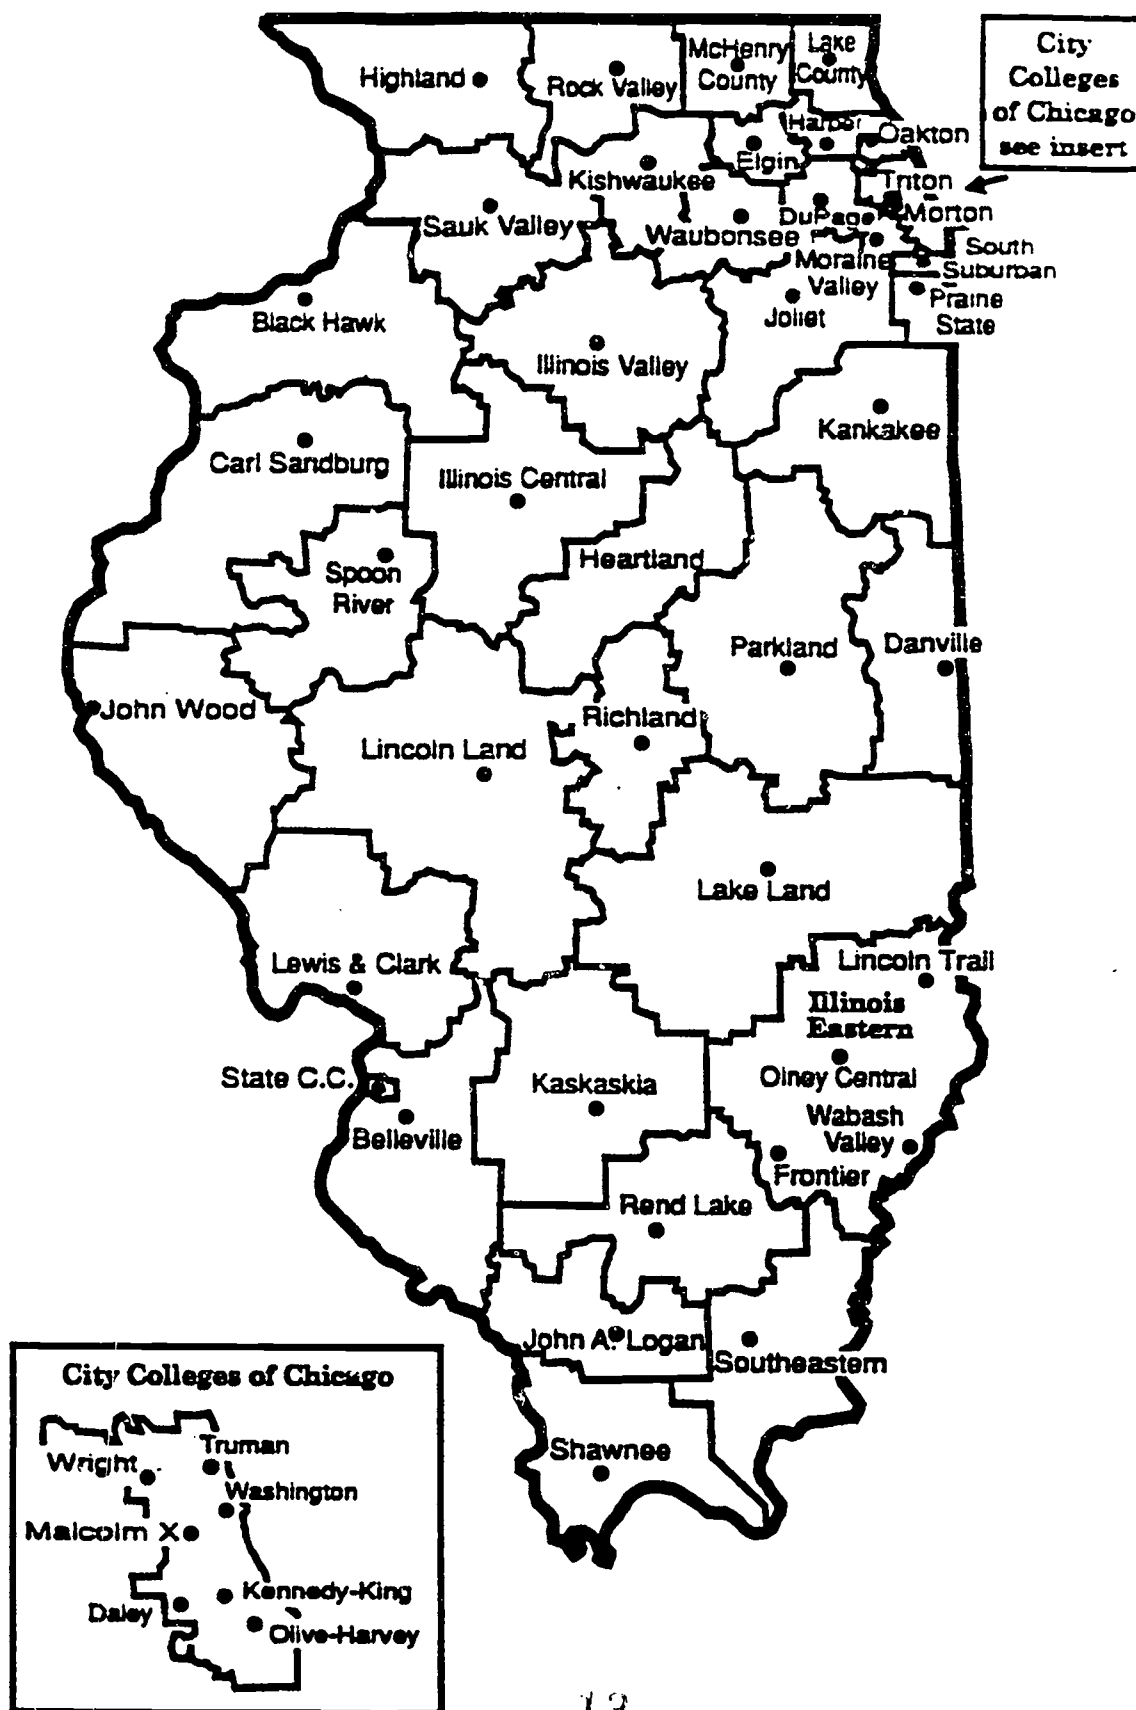 City
Colleges
of Chicago
see insert
McHenry
County
Lake
County
Highland
Rock Valley
Harper
Oakton
Elgin
Kishwaukee
Triton
Sauk Valley
Waubonsee
DuPage
Morton
South
Suburban
Moraine
Valley
Prairie
State
Black Hawk
Joliet
Illinois Valley
Kankakee
Carl Sandburg
Illinois Central
Heartland
Spoon
River
Parkland
Danville
John Wood
Richland
Lincoln Land
Lake Land
Lewis & Clark
Lincoln Trail
Illinois
Eastern
State C.C.
Kaskaskia
Olney Central
Belleville
Wabash
Valley
Frontier
Rend Lake
John A. Logan
Southeastern
Shawnee
City Colleges of Chicago
Truman
Wright
Washington
Malcolm X
Kennedy-King
Daley
Olive-Harvey